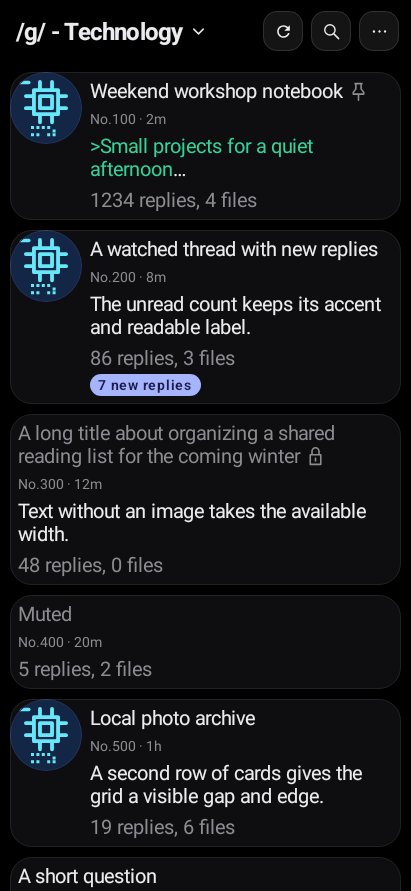 /g/ - Technology
Weekend workshop notebook
No.100 · 2m
>Small projects for a quiet
afternoon...
1234 replies, 4 files
A watched thread with new replies
No.200 · 8m
The unread count keeps its accent
and readable label.
86 replies, 3 files
7 new replies
A long title about organizing a shared
reading list for the coming winter
No.300 · 12m
Text without an image takes the available
width.
48 replies, 0 files
Muted
No.400 · 20m
5 replies, 2 files
Local photo archive
No.500 · 1h
A second row of cards gives the
grid a visible gap and edge.
19 replies, 6 files
A short question